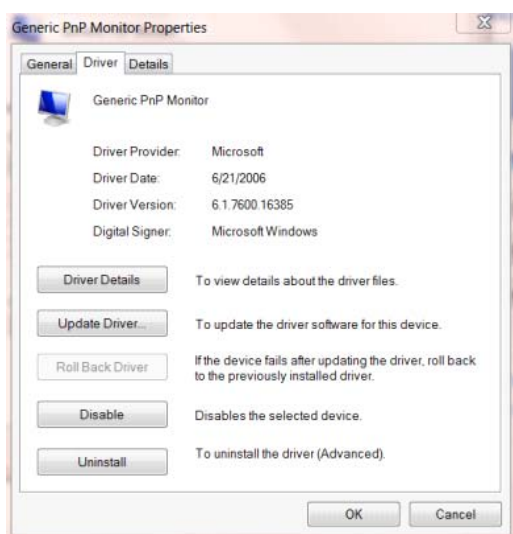 Generic PnP Monitor Properties
General Driver Details
Generic PnP Monitor
Driver Provider: Microsoft
Driver Date: 6/21/2006
Driver Version: 6.1.7600.16385
Digital Signer: Microsoft Windows
Driver Details To view details about the driver files.
Update Driver... To update the driver software for this device.
Roll Back Driver If the device fails after updating the driver, roll back
to the previously installed driver.
Disable Disables the selected device.
Uninstall To uninstall the driver (Advanced).
OK Cancel